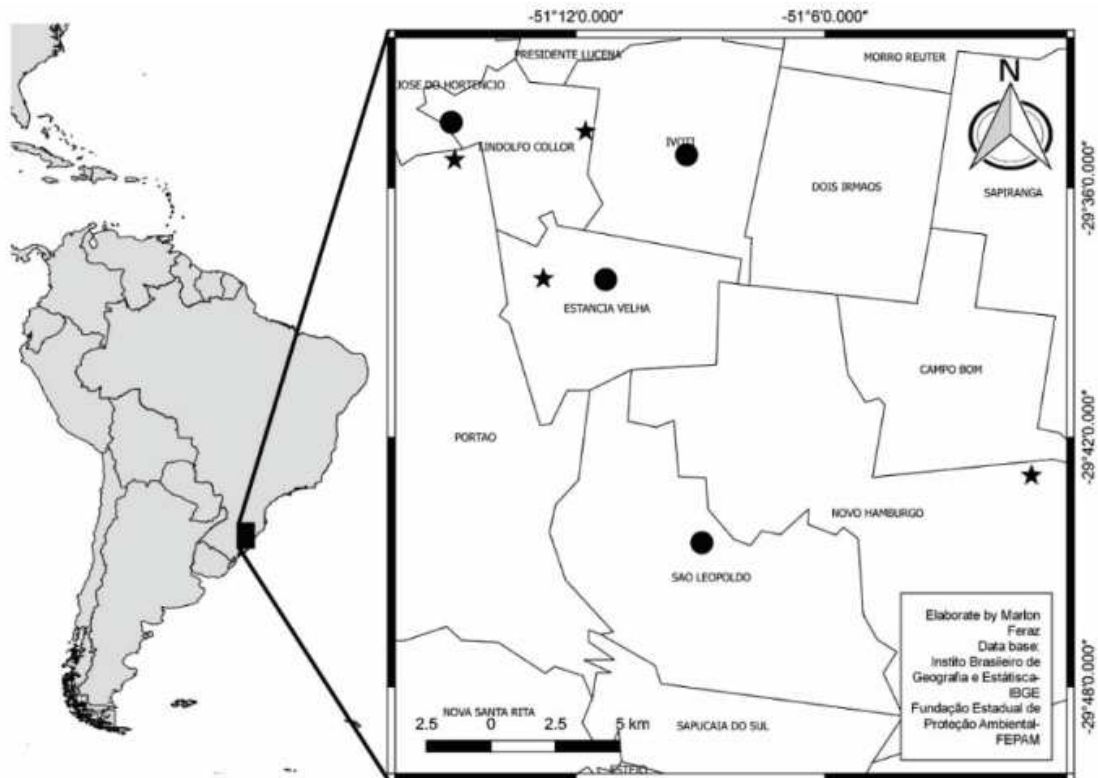 -51°12'0.000"
-51°6'0.000"
PRESIDENTE LUCENA
MORRO REUTER
N
JOSE DO HORTENCIO
LINDOLFO COLLOR
IVOTI
DOIS IRMAOS
SAPIRANGA
-29°36'0.000"
ESTANCIA VELHA
CAMPO BOM
PORTAO
-29°42'0.000"
NOVO HAMBURGO
SAO LEOPOLDO
Elaborate by Marlon
Feraz
Data base:
Instito Brasileiro de
Geografia e Estátisca-
IBGE
Fundação Estadual de
Proteção Ambiental-
FEPAM
-29°48'0.000"
NOVA SANTA RITA
2.5 0 2.5 5 km
SAPUCAIA DO SUL
ESTEIO